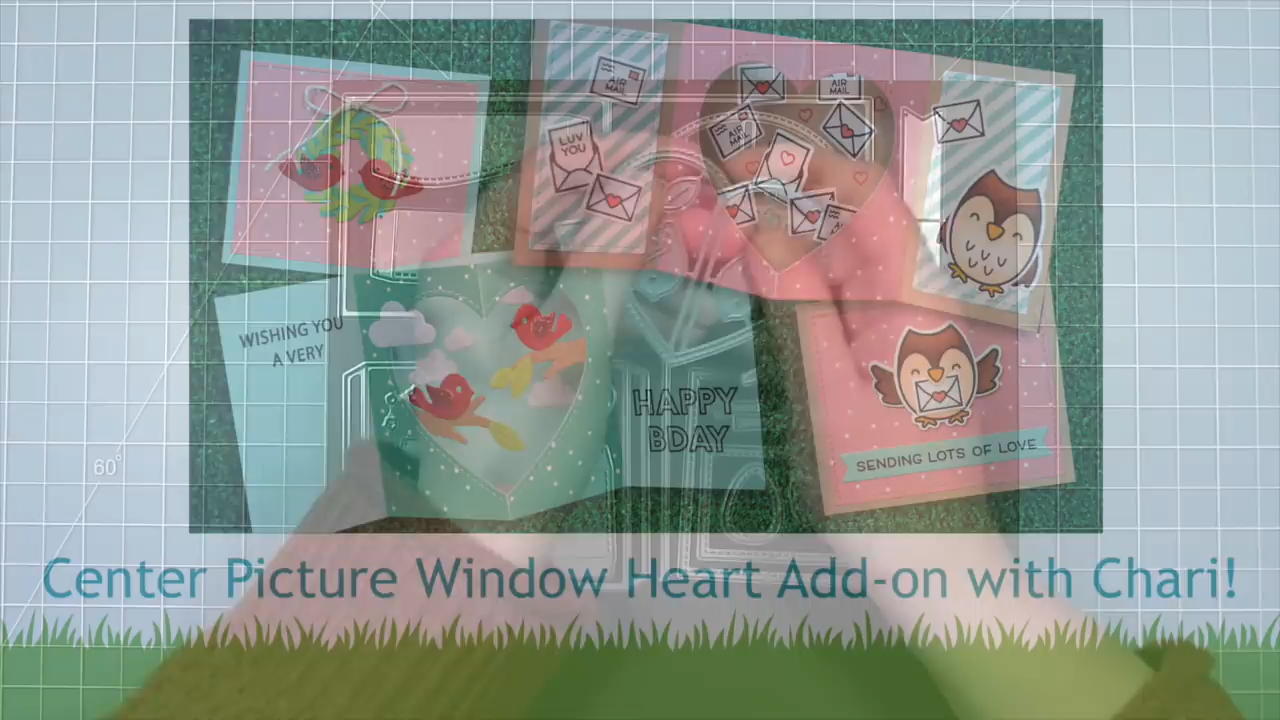 AIR
MAIL
LUV
YOU
AIR
MAIL
AIR
MAIL
WISHING YOU
A VERY
HAPPY
BDAY
SENDING LOTS OF LOVE
60°
Center Picture Window Heart Add-on with Chari!